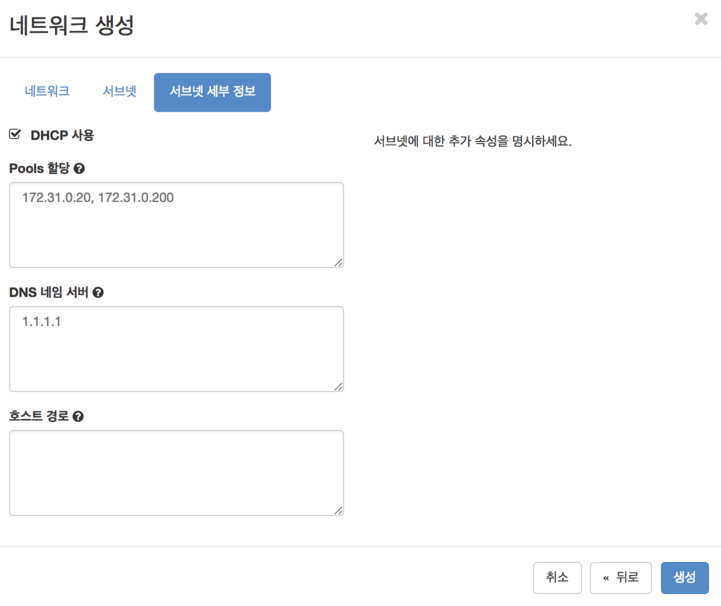 네트워크 생성
네트워크 서브넷 서브넷 세부 정보
DHCP 사용
서브넷에 대한 추가 속성을 명시하세요.
Pools 할당
172.31.0.20, 172.31.0.200
DNS 네임 서버
1.1.1.1
호스트 경로
취소 « 뒤로 생성